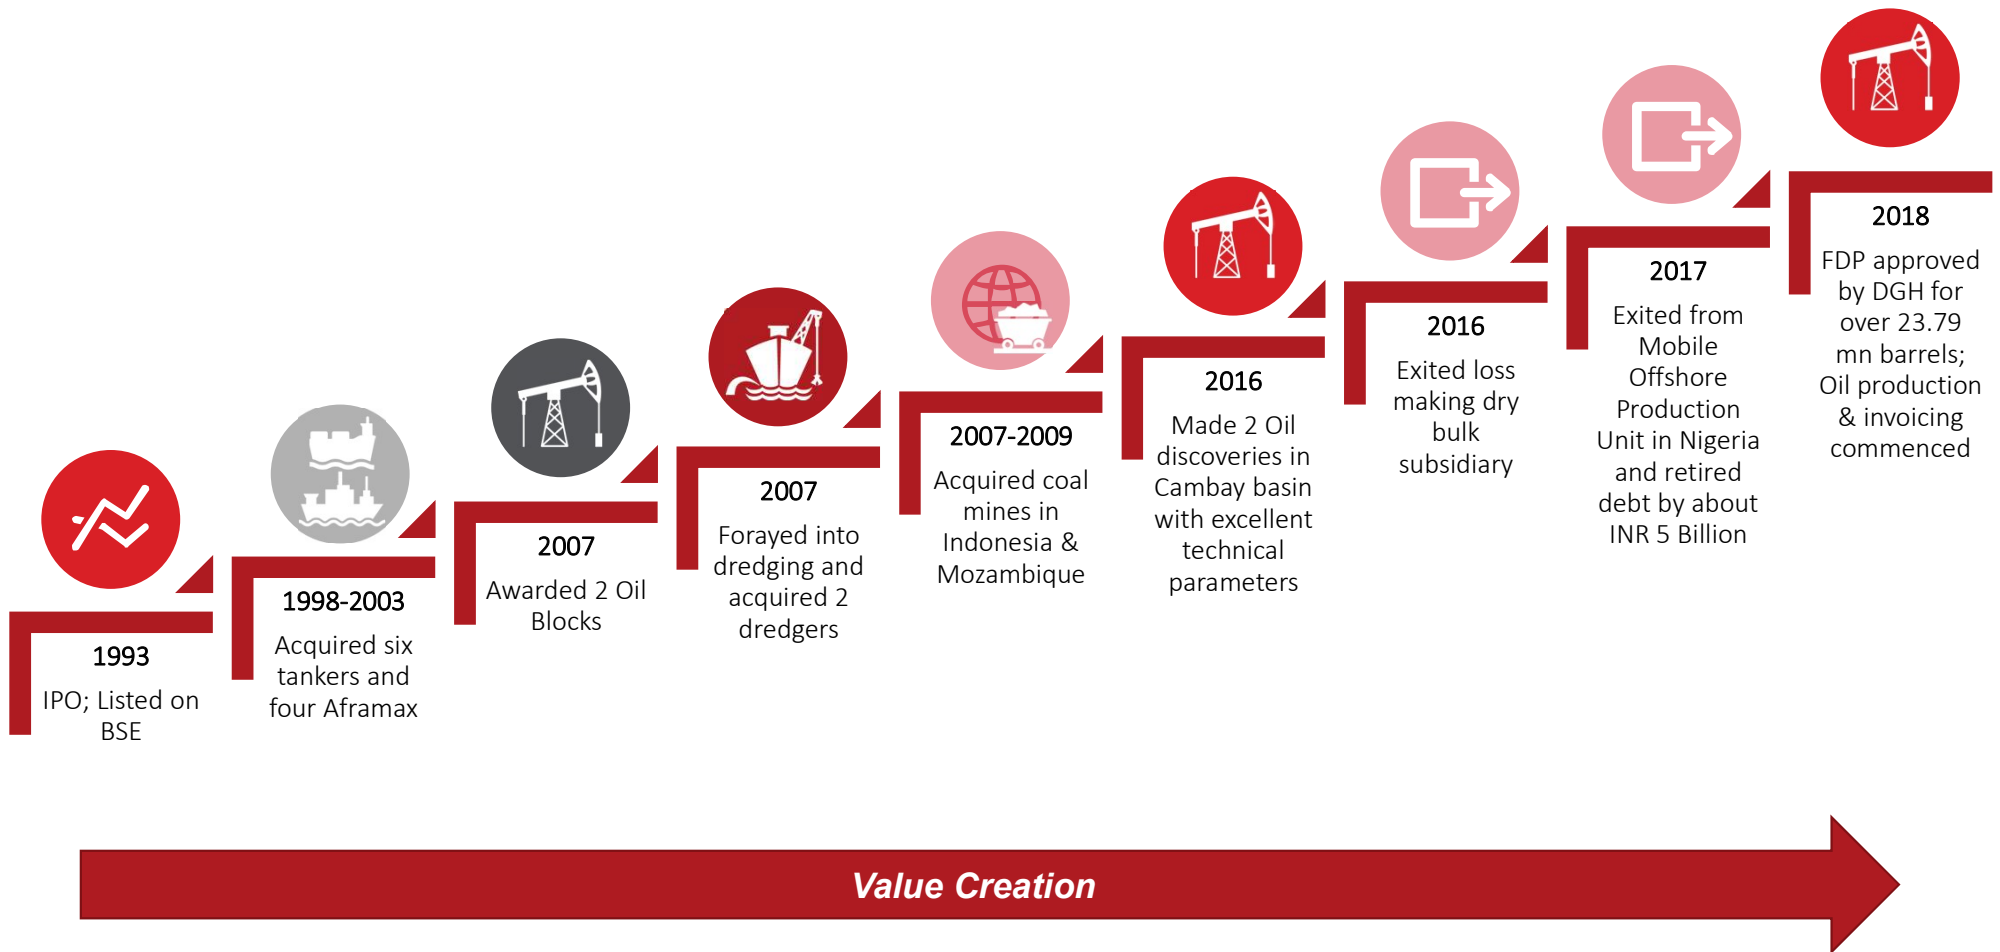 1993
IPO; Listed on
BSE
1998-2003
Acquired six
tankers and
four Aframax
2007
Awarded 2 Oil
Blocks
2007
Forayed into
dredging and
acquired 2
dredgers
2007-2009
Acquired coal
mines in
Indonesia &
Mozambique
2016
Made 2 Oil
discoveries in
Cambay basin
with excellent
technical
parameters
2016
Exited loss
making dry
bulk
subsidiary
2017
Exited from
Mobile
Offshore
Production
Unit in Nigeria
and retired
debt by about
INR 5 Billion
2018
FDP approved
by DGH for
over 23.79
mn barrels;
Oil production
& invoicing
commenced
Value Creation